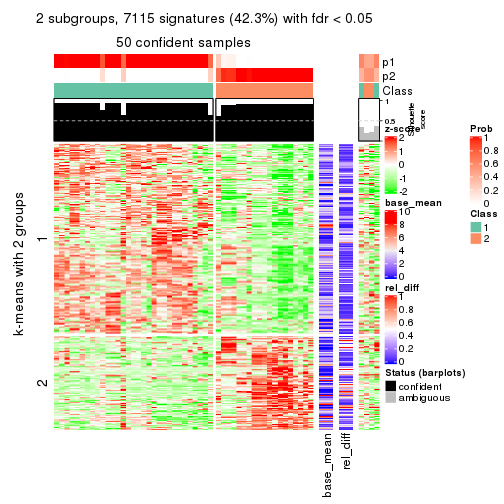 2 subgroups, 7115 signatures (42.3%) with fdr < 0.05
50 confident samples
p1
p2
Class
1
0.5
0
Silhouette
score
k-means with 2 groups
1
2
base_mean
rel_diff
z-score
2
1
0
-1
-2
base_mean
10
8
6
4
2
0
rel_diff
1
0.8
0.6
0.4
0.2
0
Status (barplots)
confident
ambiguous
Prob
1
0.8
0.6
0.4
0.2
0
Class
1
2